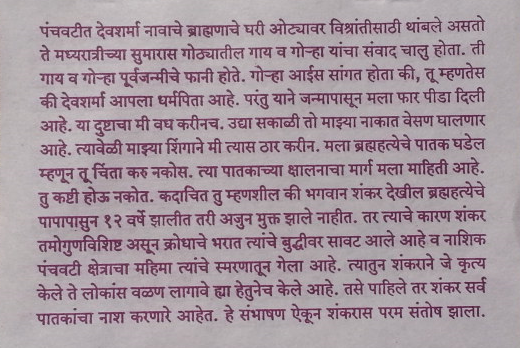 पंचवटीत देवशर्मा नावाचे ब्राह्मणाचे घरी ओट्यावर विश्रांतीसाठी थांबले असतो
ते मध्यरात्रीच्या सुमारास गोठ्यातील गाय व गोऱ्हा यांचा संवाद चालु होता. ती
गाय व गोऱ्हा पूर्वजन्मीचे फानी होते. गोऱ्हा आईस सांगत होता की, तू म्हणतेस
की देवशर्मा आपला धर्मपिता आहे. परंतु याने जन्मापासून मला फार पीडा दिली
आहे. या दुष्टाचा मी वध करीनच. उद्या सकाळी तो माझ्या नाकात वेसण घालणार
आहे. त्यावेळी माझ्या शिंगाने मी त्यास ठार करीन. मला ब्रह्महत्येचे पातक घडेल
म्हणून तू चिंता करु नकोस. त्या पातकाच्या क्षालनाचा मार्ग मला माहिती आहे.
तु कष्टी होऊ नकोत. कदाचित तु म्हणशील की भगवान शंकर देखील ब्रह्महत्येचे
पापापासुन १२ वर्षे झालीत तरी अजुन मुक्त झाले नाहीत. तर त्याचे कारण शंकर
तमोगुणविशिष्ट असून क्रोधाचे भरात त्यांचे बुद्धीवर सावट आले आहे व नाशिक
पंचवटी क्षेत्राचा महिमा त्यांचे स्मरणातून गेला आहे. त्यातुन शंकराने जे कृत्य
केले ते लोकांस वळण लागावे ह्या हेतुनेच केले आहे. तसे पाहिले तर शंकर सर्व
पातकांचा नाश करणारे आहेत. हे संभाषण ऐकून शंकरास परम संतोष झाला.